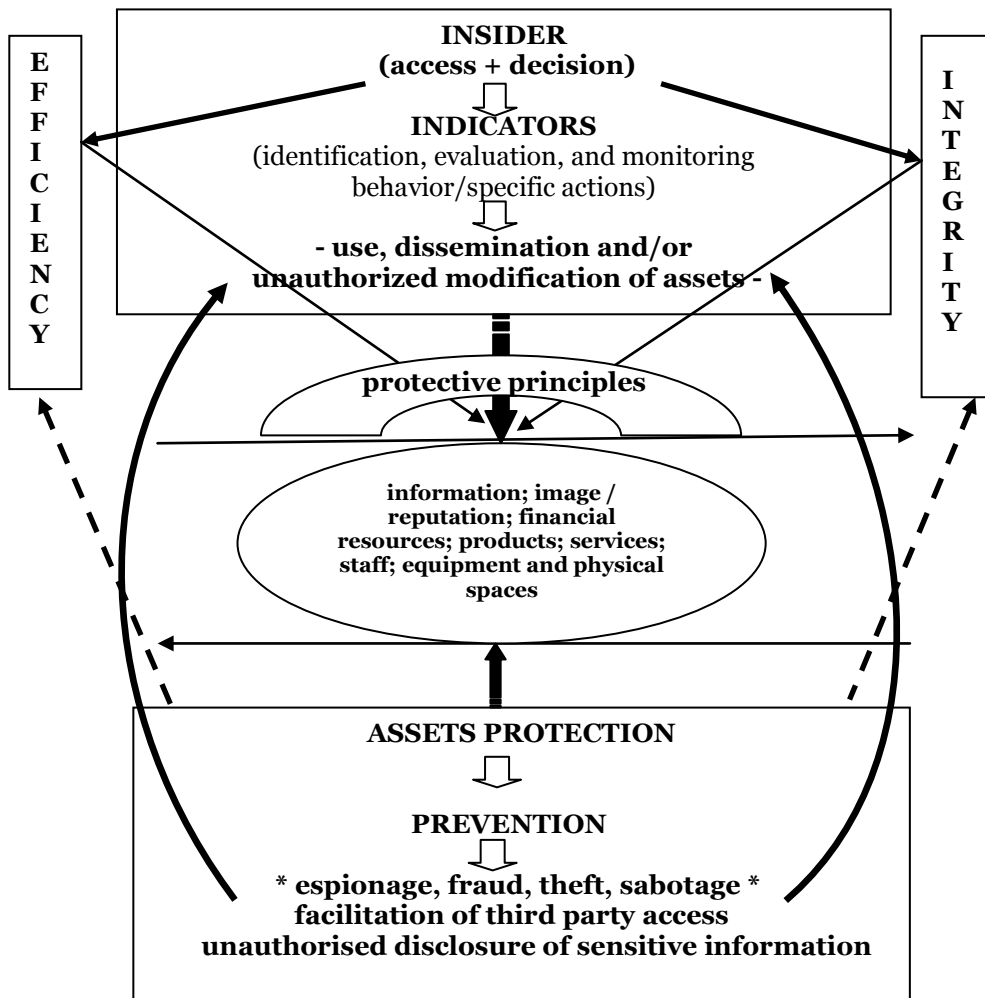 EFFICIENCY
INSIDER
(access + decision)
INDICATORS
(identification, evaluation, and monitoring
behavior/specific actions)
- use, dissemination and/or
unauthorized modification of assets -
INTEGRITY
protective principles
information; image /
reputation; financial
resources; products; services;
staff; equipment and physical
spaces
ASSETS PROTECTION
PREVENTION
* espionage, fraud, theft, sabotage *
facilitation of third party access
unauthorised disclosure of sensitive information